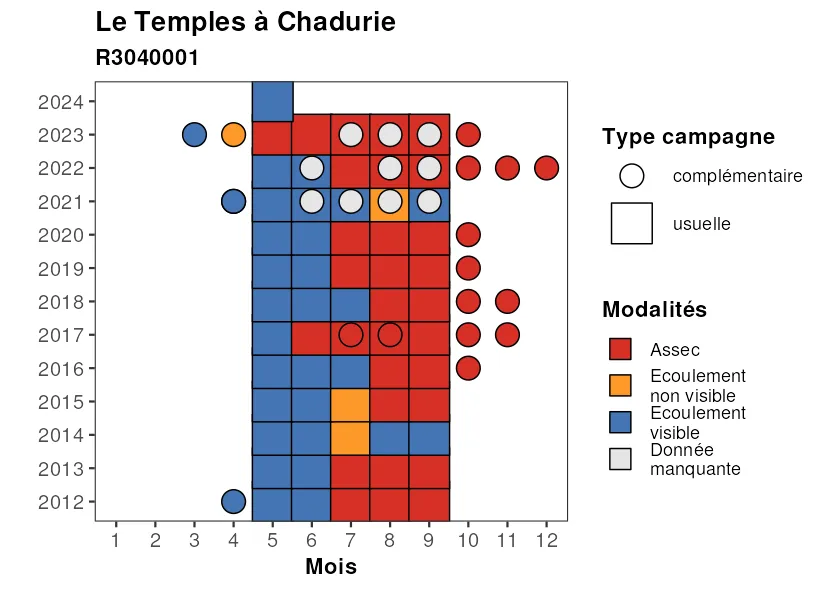 Le Temples à Chadurie
R3040001
2024
2023
2022
2021
2020
2019
2018
2017
2016
2015
2014
2013
2012
1 2 3 4 5 6 7 8 9 10 11 12
Mois
Type campagne
complémentaire
usuelle
Modalités
Assec
Ecoulement
non visible
Ecoulement
visible
Donnée
manquante